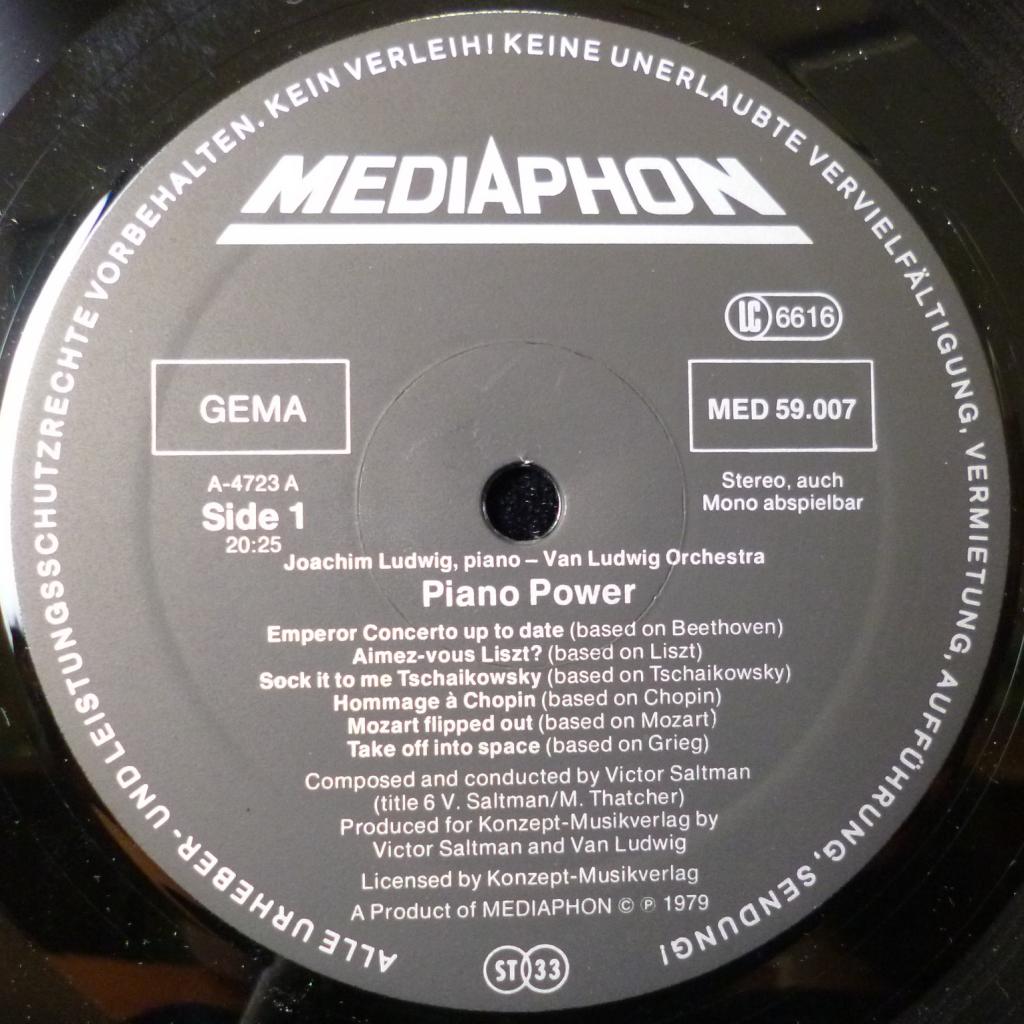 ALLE URHEBER- UND LEISTUNGSSCHUTZRECHTE VORBEHALTEN. KEIN VERLEIH! KEINE UNERLAUBTE VERVIELFÄLTIGUNG, VERMIETUNG, AUFFÜHRUNG, SENDUNG!
MEDIAPHON
LC 6616
GEMA
MED 59.007
A-4723 A
Side 1
20:25
Stereo, auch
Mono abspielbar
Joachim Ludwig, piano – Van Ludwig Orchestra
Piano Power
Emperor Concerto up to date (based on Beethoven)
Aimez-vous Liszt? (based on Liszt)
Sock it to me Tschaikowsky (based on Tschaikowsky)
Hommage à Chopin (based on Chopin)
Mozart flipped out (based on Mozart)
Take off into space (based on Grieg)
Composed and conducted by Victor Saltman
(title 6 V. Saltman/M. Thatcher)
Produced for Konzept-Musikverlag by
Victor Saltman and Van Ludwig
Licensed by Konzept-Musikverlag
A Product of MEDIAPHON © ℗ 1979
ST 33